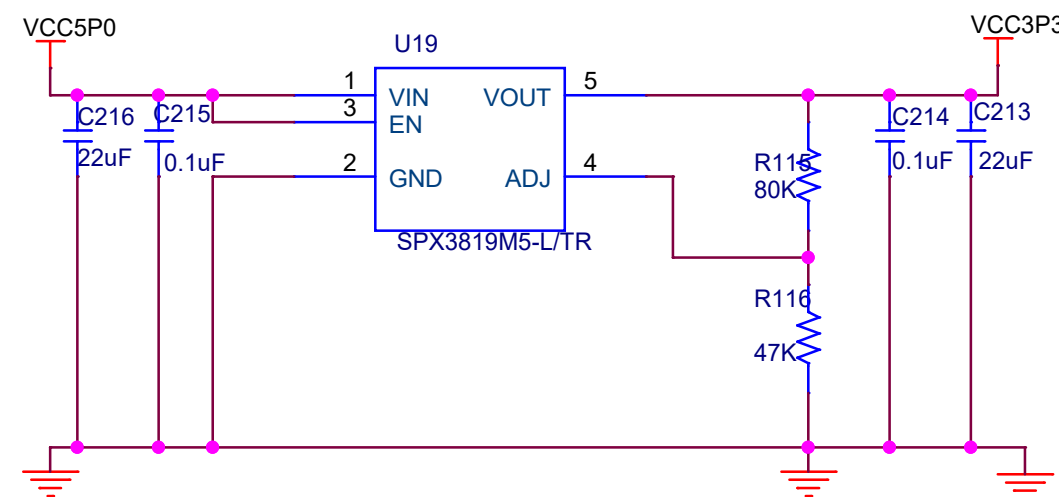 VCC5P0
VCC3P3
U19
1
VIN
VOUT
5
3
EN
2
GND
ADJ
4
SPX3819M5-L/TR
C216
22uF
C215
0.1uF
R115
80K
C214
0.1uF
C213
22uF
R116
47K